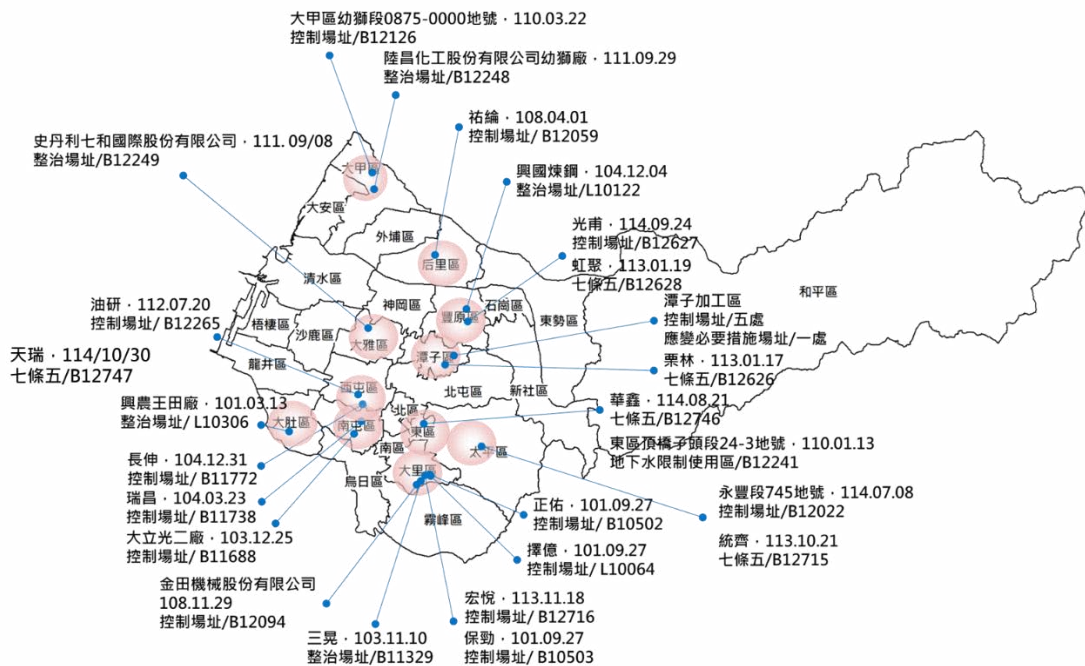 大甲區幼獅段0875-0000地號・110.03.22
控制場址/B12126
陸昌化工股份有限公司幼獅廠・111.09.29
整治場址/B12248
祐綸・108.04.01
控制場址/ B12059
史丹利七和國際股份有限公司・111. 09/08
整治場址/B12249
興國煉鋼・104.12.04
整治場址/L10122
光甫・114.09.24
控制場址/B12627
虹聚・113.01.19
七條五/B12628
潭子加工區
控制場址/五處
應變必要措施場址/一處
栗林・113.01.17
七條五/B12626
華鑫・114.08.21
七條五/B12746
東區頂橋子頭段24-3地號・110.01.13
地下水限制使用區/B12241
永豐段745地號・114.07.08
控制場址/B12022
統齊・113.10.21
七條五/B12715
油研・112.07.20
控制場址/ B12265
天瑞・114/10/30
七條五/B12747
興農王田廠・101.03.13
整治場址/ L10306
長伸・104.12.31
控制場址/ B11772
瑞昌・104.03.23
控制場址/ B11738
大立光二廠・103.12.25
控制場址/ B11688
金田機械股份有限公司
108.11.29
控制場址/B12094
三晃・103.11.10
整治場址/B11329
正佑・101.09.27
控制場址/ B10502
擇億・101.09.27
控制場址/ L10064
宏悅・113.11.18
控制場址/ B12716
保勁・101.09.27
控制場址/ B10503
大甲區
大安區
外埔區
后里區
清水區
神岡區
豐原區
石崗區
東勢區
和平區
梧棲區
沙鹿區
大雅區
潭子區
龍井區
西屯區
北屯區
新社區
大肚區
南屯區
北區
東區
南區
太平區
烏日區
大里區
霧峰區